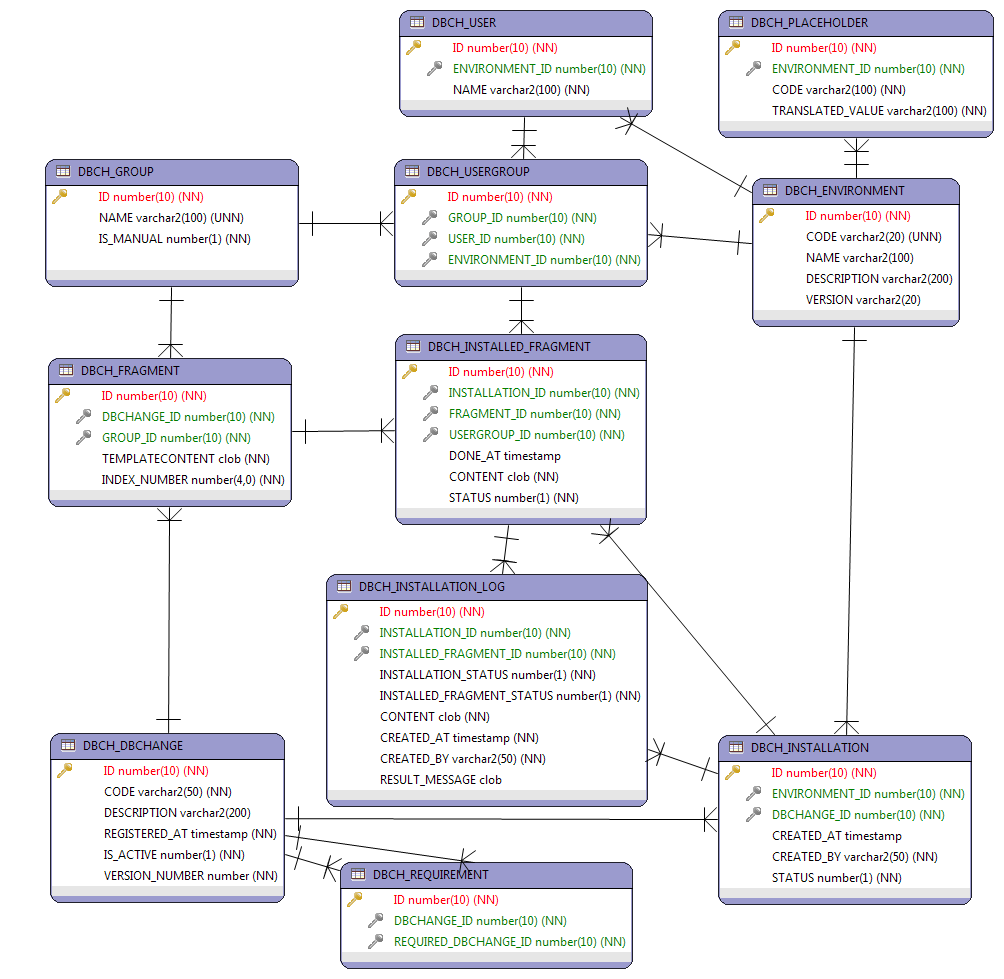 DBCH_USER
ID number(10) (NN)
ENVIRONMENT_ID number(10) (NN)
NAME varchar2(100) (NN)
DBCH_PLACEHOLDER
ID number(10) (NN)
ENVIRONMENT_ID number(10) (NN)
CODE varchar2(100) (NN)
TRANSLATED_VALUE varchar2(100) (NN)
DBCH_GROUP
ID number(10) (NN)
NAME varchar2(100) (UNN)
IS_MANUAL number(1) (NN)
DBCH_USERGROUP
ID number(10) (NN)
GROUP_ID number(10) (NN)
USER_ID number(10) (NN)
ENVIRONMENT_ID number(10) (NN)
DBCH_ENVIRONMENT
ID number(10) (NN)
CODE varchar2(20) (UNN)
NAME varchar2(100)
DESCRIPTION varchar2(200)
VERSION varchar2(20)
DBCH_FRAGMENT
ID number(10) (NN)
DBCHANGE_ID number(10) (NN)
GROUP_ID number(10) (NN)
TEMPLATECONTENT clob (NN)
INDEX_NUMBER number(4,0) (NN)
DBCH_INSTALLED_FRAGMENT
ID number(10) (NN)
INSTALLATION_ID number(10) (NN)
FRAGMENT_ID number(10) (NN)
USERGROUP_ID number(10) (NN)
DONE_AT timestamp
CONTENT clob (NN)
STATUS number(1) (NN)
DBCH_INSTALLATION_LOG
ID number(10) (NN)
INSTALLATION_ID number(10) (NN)
INSTALLED_FRAGMENT_ID number(10) (NN)
INSTALLATION_STATUS number(1) (NN)
INSTALLED_FRAGMENT_STATUS number(1) (NN)
CONTENT clob (NN)
CREATED_AT timestamp (NN)
CREATED_BY varchar2(50) (NN)
RESULT_MESSAGE clob
DBCH_DBCHANGE
ID number(10) (NN)
CODE varchar2(50) (NN)
DESCRIPTION varchar2(200)
REGISTERED_AT timestamp (NN)
IS_ACTIVE number(1) (NN)
VERSION_NUMBER number (NN)
DBCH_INSTALLATION
ID number(10) (NN)
ENVIRONMENT_ID number(10) (NN)
DBCHANGE_ID number(10) (NN)
CREATED_AT timestamp
CREATED_BY varchar2(50) (NN)
STATUS number(1) (NN)
DBCH_REQUIREMENT
ID number(10) (NN)
DBCHANGE_ID number(10) (NN)
REQUIRED_DBCHANGE_ID number(10) (NN)